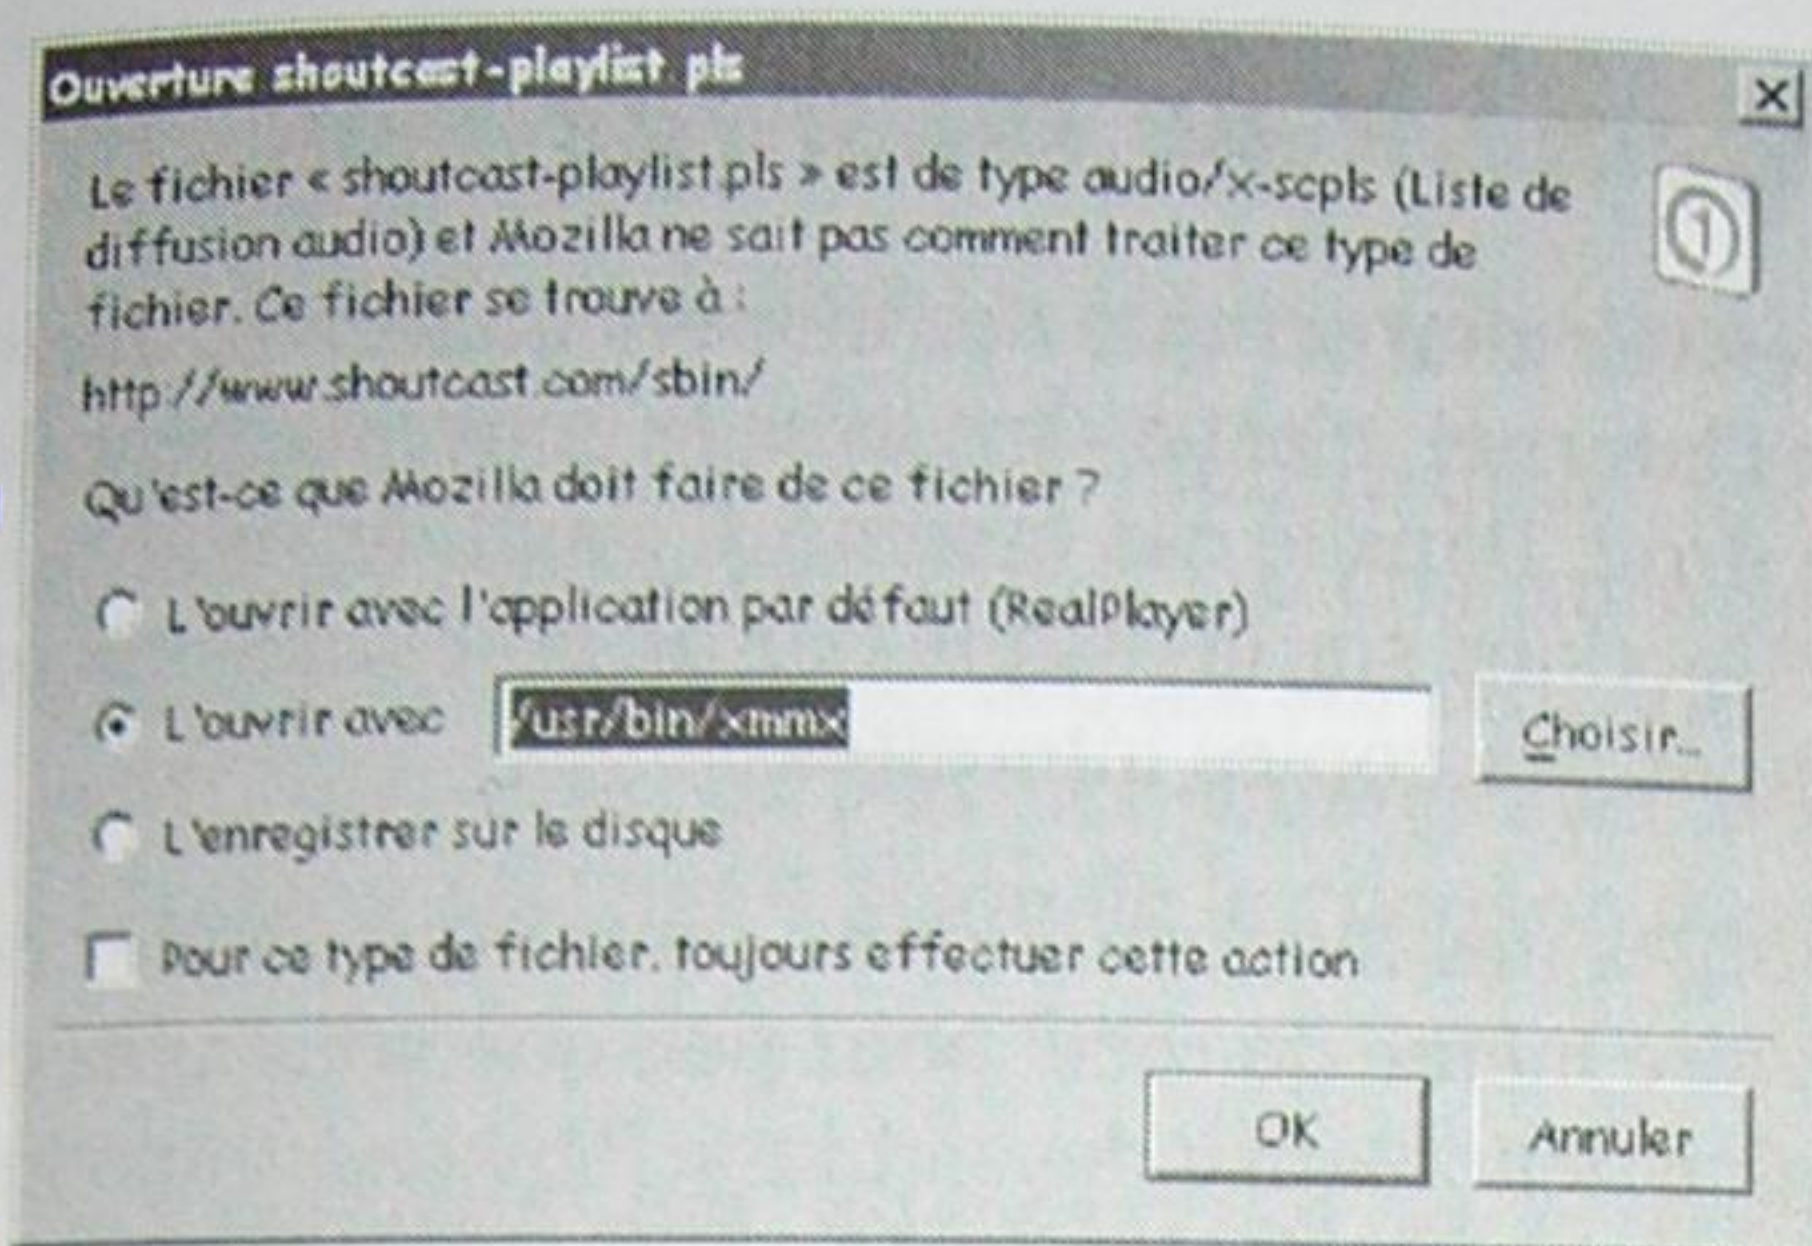 Ouverture shoutcast-playlist pls
Le fichier « shoutcast-playlist.pls » est de type audio/x-scpls (Liste de
diffusion audio) et Mozilla ne sait pas comment traiter ce type de
fichier. Ce fichier se trouve à :
http://www.shoutcast.com/sbin/
Qu'est-ce que Mozilla doit faire de ce fichier ?
L'ouvrir avec l'application par défaut (RealPlayer)
L'ouvrir avec /usr/bin/xmmx Choisir...
L'enregistrer sur le disque
Pour ce type de fichier, toujours effectuer cette action
OK Annuler